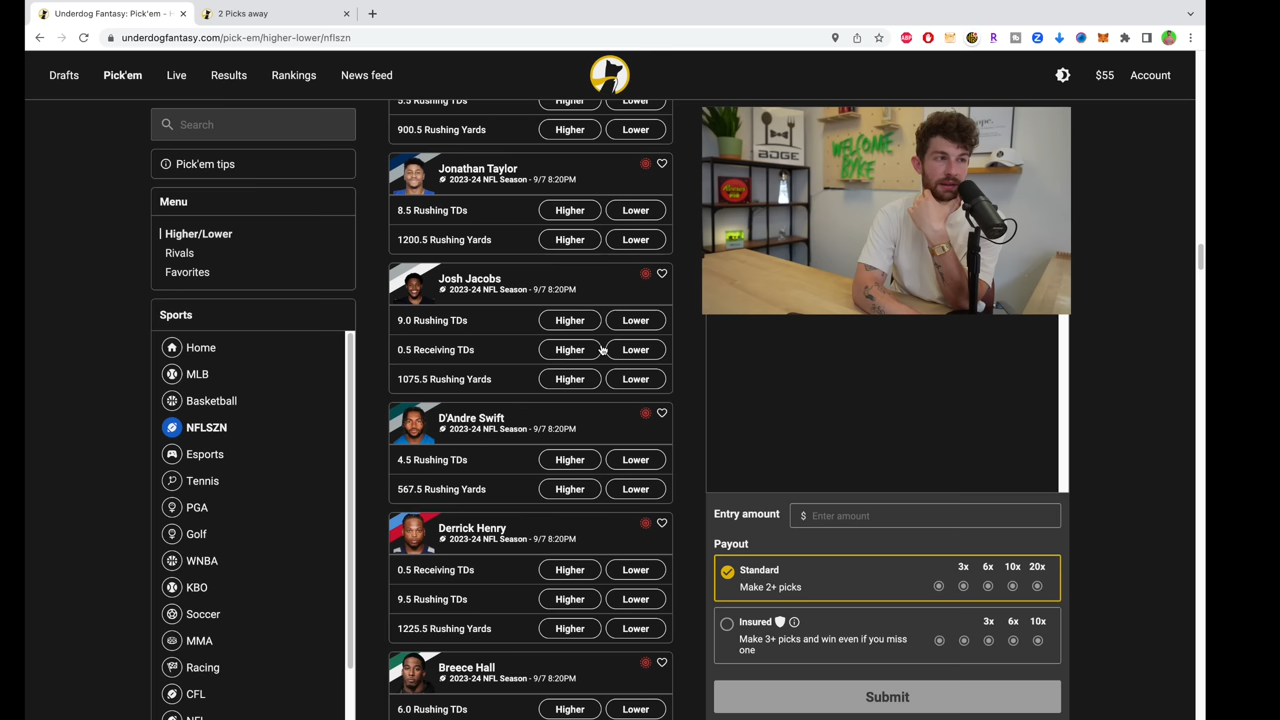 Underdog Fantasy: Pick'em - H
2 Picks away
underdogfantasy.com/pick-em/higher-lower/nflszn
Drafts
Pick'em
Live
Results
Rankings
News feed
$55
Account
Search
Pick'em tips
Menu
Higher/Lower
Rivals
Favorites
Sports
Home
MLB
Basketball
NFLSZN
Esports
Tennis
PGA
Golf
WNBA
KBO
Soccer
MMA
Racing
CFL
NFL
5.5 Rushing TDs Higher Lower
900.5 Rushing Yards Higher Lower
Jonathan Taylor
2023-24 NFL Season - 9/7 8:20PM
8.5 Rushing TDs Higher Lower
1200.5 Rushing Yards Higher Lower
Josh Jacobs
2023-24 NFL Season - 9/7 8:20PM
9.0 Rushing TDs Higher Lower
0.5 Receiving TDs Higher Lower
1075.5 Rushing Yards Higher Lower
D'Andre Swift
2023-24 NFL Season - 9/7 8:20PM
4.5 Rushing TDs Higher Lower
567.5 Rushing Yards Higher Lower
Derrick Henry
2023-24 NFL Season - 9/7 8:20PM
0.5 Receiving TDs Higher Lower
9.5 Rushing TDs Higher Lower
1225.5 Rushing Yards Higher Lower
Breece Hall
2023-24 NFL Season - 9/7 8:20PM
6.0 Rushing TDs Higher Lower
BDGE
WELCOME
BYKE
Entry amount $ Enter amount
Payout
Standard 3x 6x 10x 20x
Make 2+ picks
Insured 3x 6x 10x
Make 3+ picks and win even if you miss
one
Submit